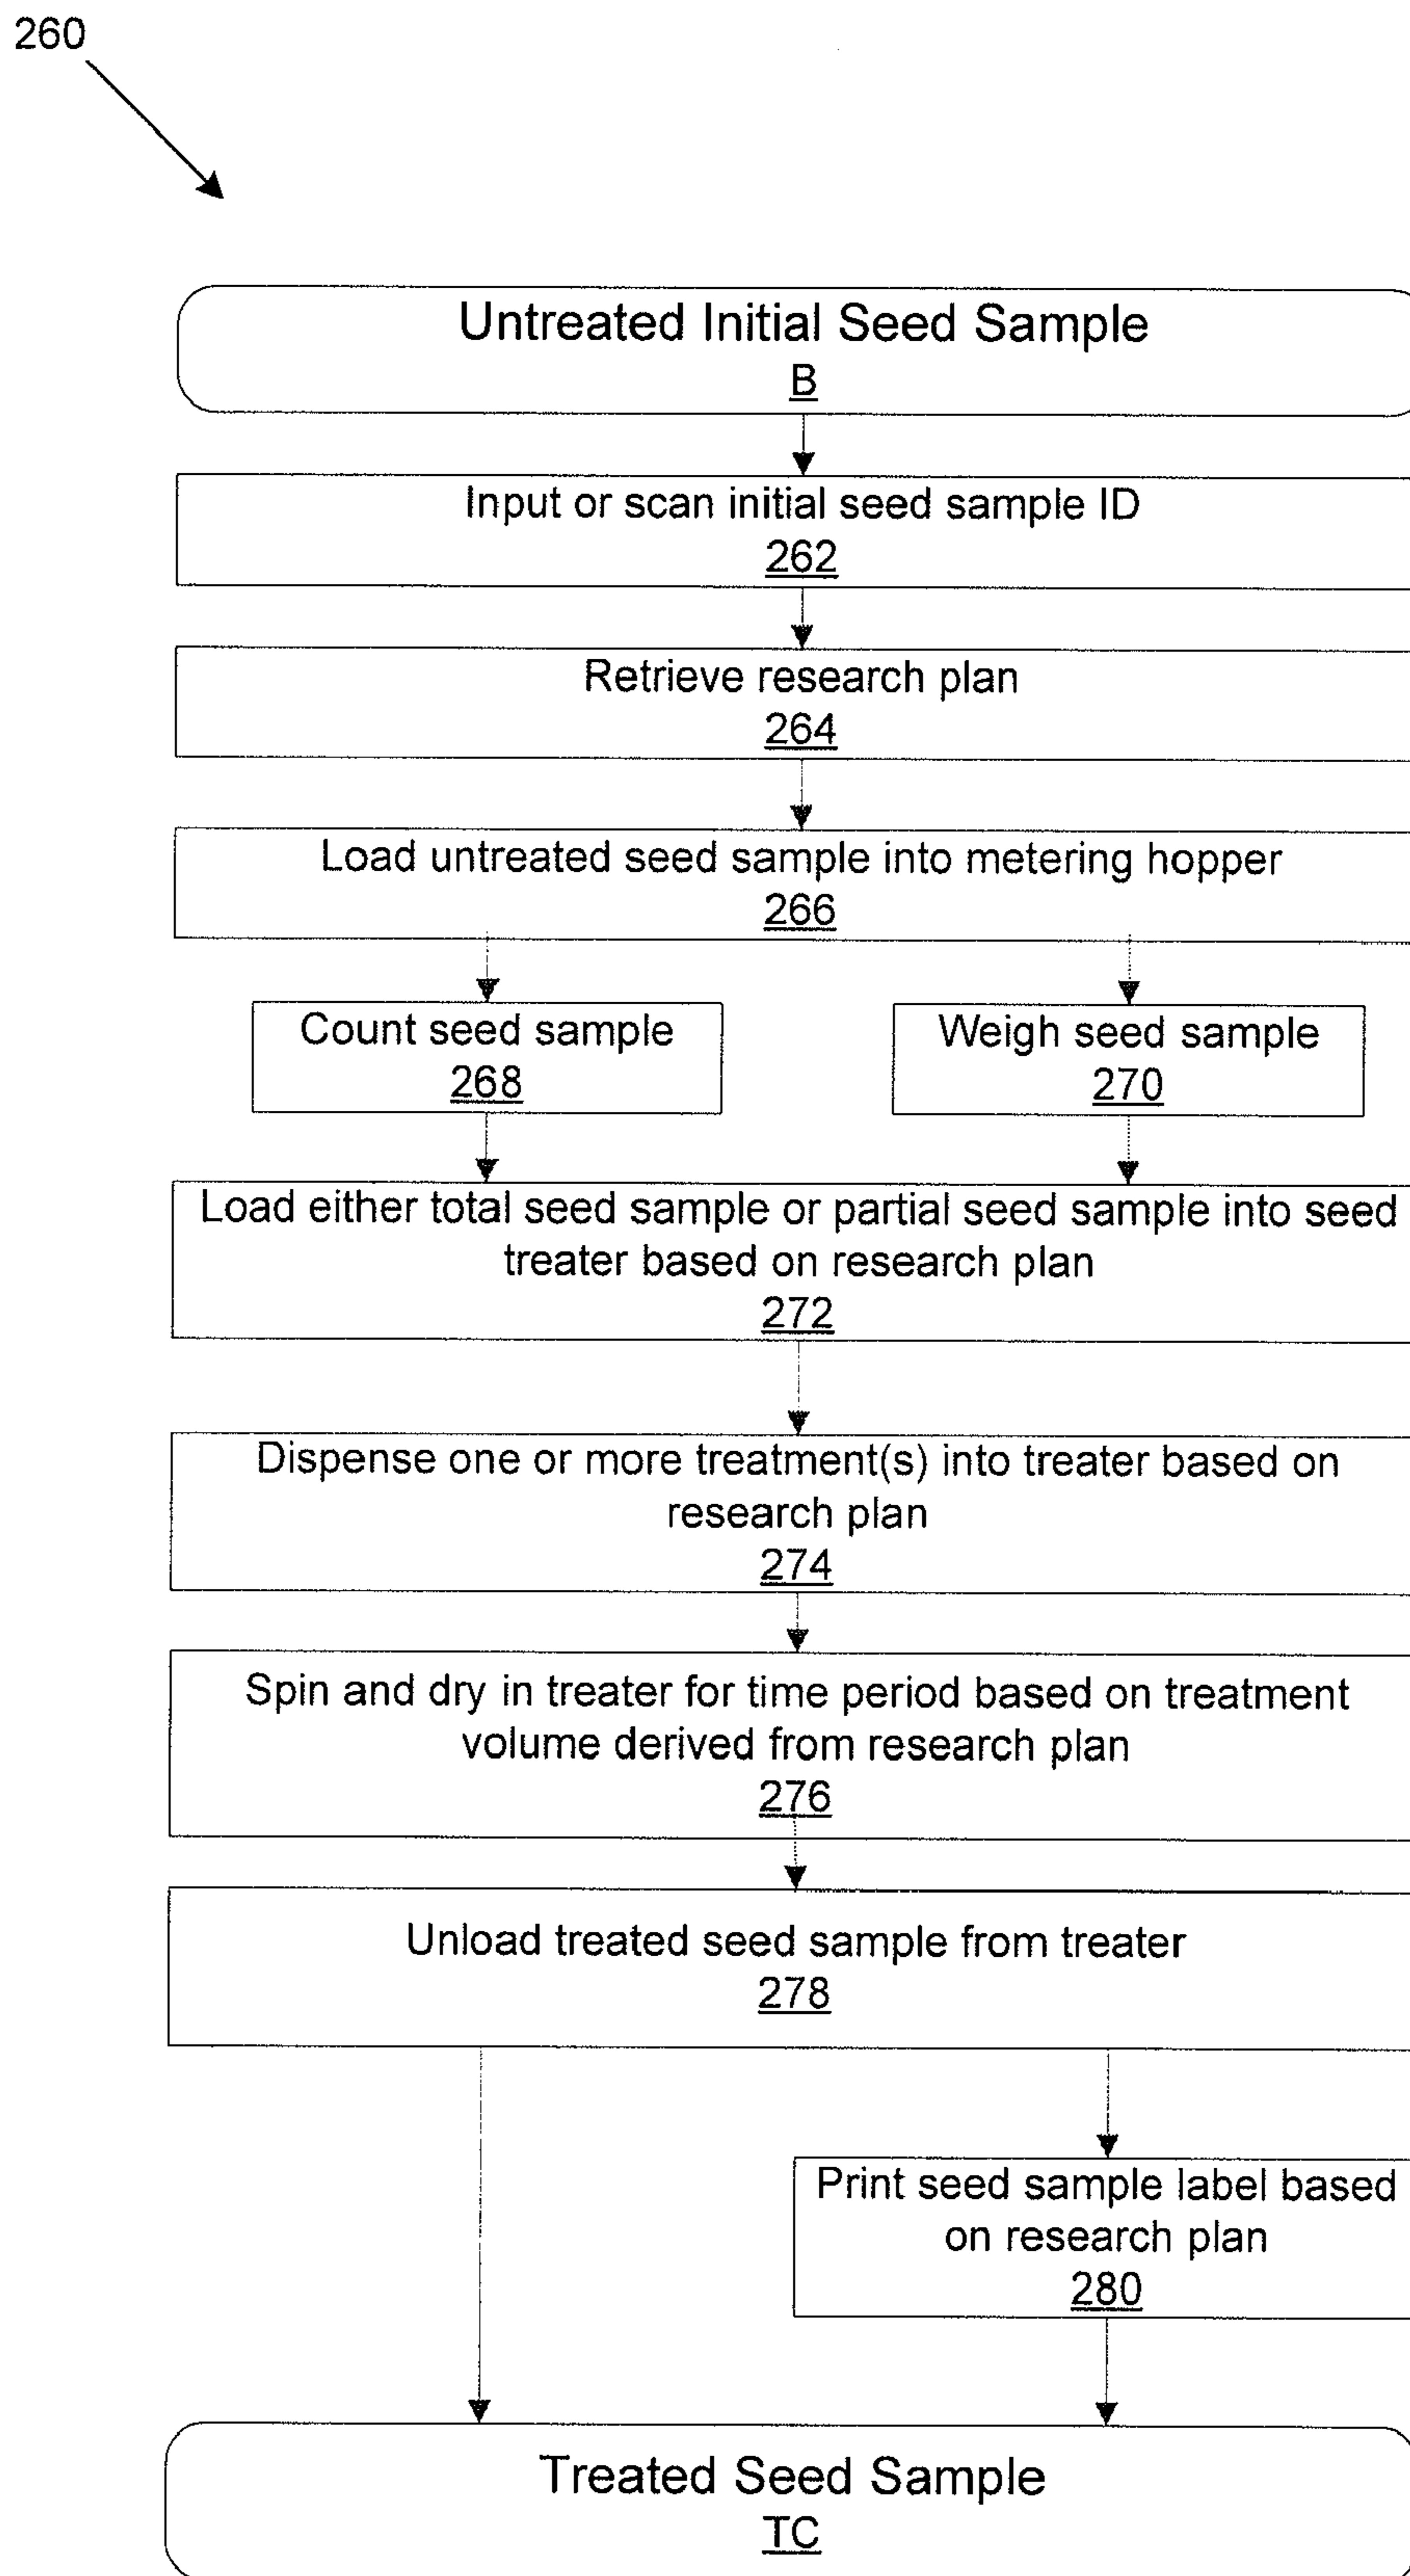 260
Untreated Initial Seed Sample
B
Input or scan initial seed sample ID
262
Retrieve research plan
264
Load untreated seed sample into metering hopper
266
Count seed sample
268
Weigh seed sample
270
Load either total seed sample or partial seed sample into seed
treater based on research plan
272
Dispense one or more treatment(s) into treater based on
research plan
274
Spin and dry in treater for time period based on treatment
volume derived from research plan
276
Unload treated seed sample from treater
278
Print seed sample label based
on research plan
280
Treated Seed Sample
TC